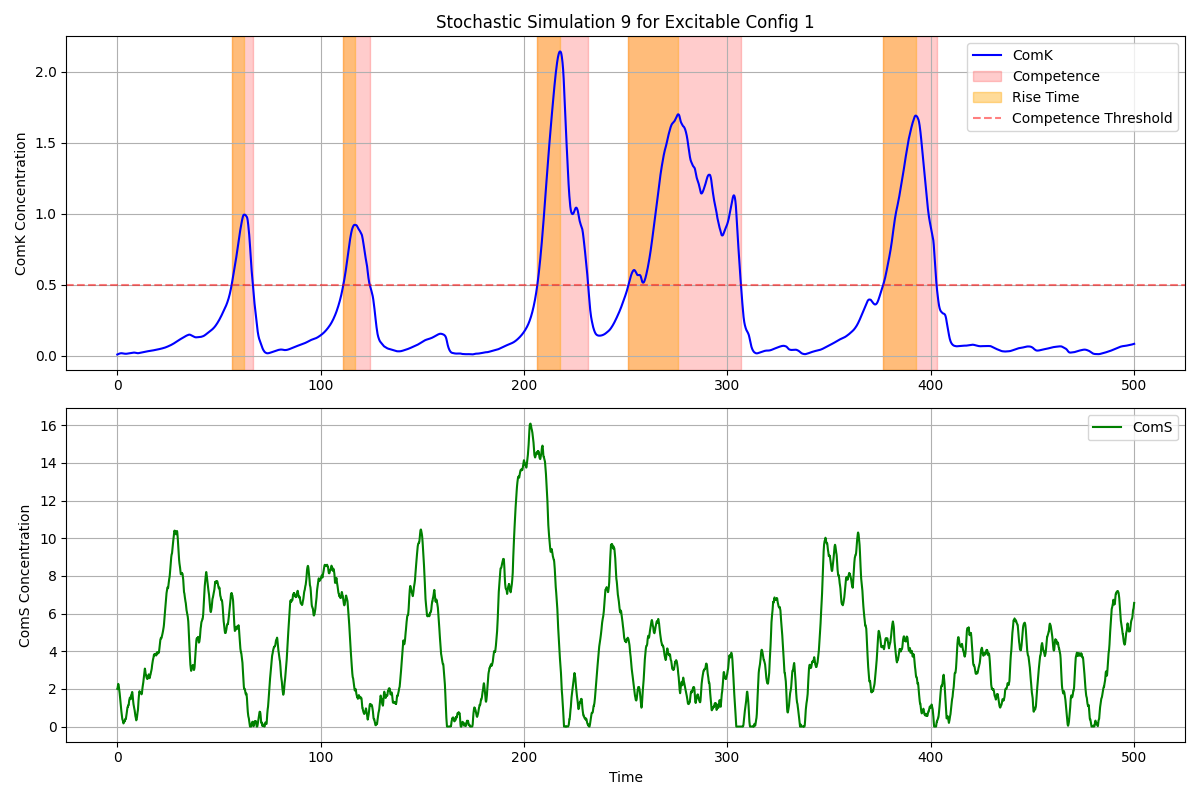 Stochastic Simulation 9 for Excitable Config 1
ComK Concentration
2.0
1.5
1.0
0.5
0.0
ComK
Competence
Rise Time
Competence Threshold
0 100 200 300 400 500
ComS Concentration
16
14
12
10
8
6
4
2
0
ComS
0 100 200 300 400 500
Time